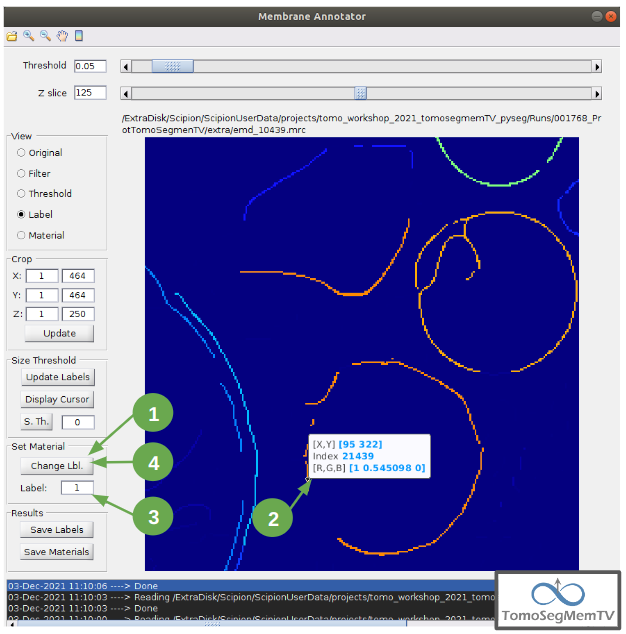 Membrane Annotator
Threshold 0.05
Z slice 125
/ExtraDisk/Scipion/ScipionUserData/projects/tomo_workshop_2021_tomosegmemTV_pyseg/Runs/001768_Pr
otTomoSegmenTV/extra/emd_10439.mrc
View
Original
Filter
Threshold
Label
Material
Crop
X: 1 464
Y: 1 464
Z: 1 250
Update
Size Threshold
Update Labels
Display Cursor
S. Th. 0
1
Set Material
Change Lbl.
4
Label: 1
3
[X,Y] [95 322]
Index 21439
[R,G,B] [1 0.545098 0]
2
Results
Save Labels
Save Materials
03-Dec-2021 11:10:06 ----> Done
03-Dec-2021 11:10:03 ----> Reading /ExtraDisk/Scipion/ScipionUserData/projects/tomo_workshop_2021_tomo
03-Dec-2021 11:10:03 ----> Done
TomoSegMemTV